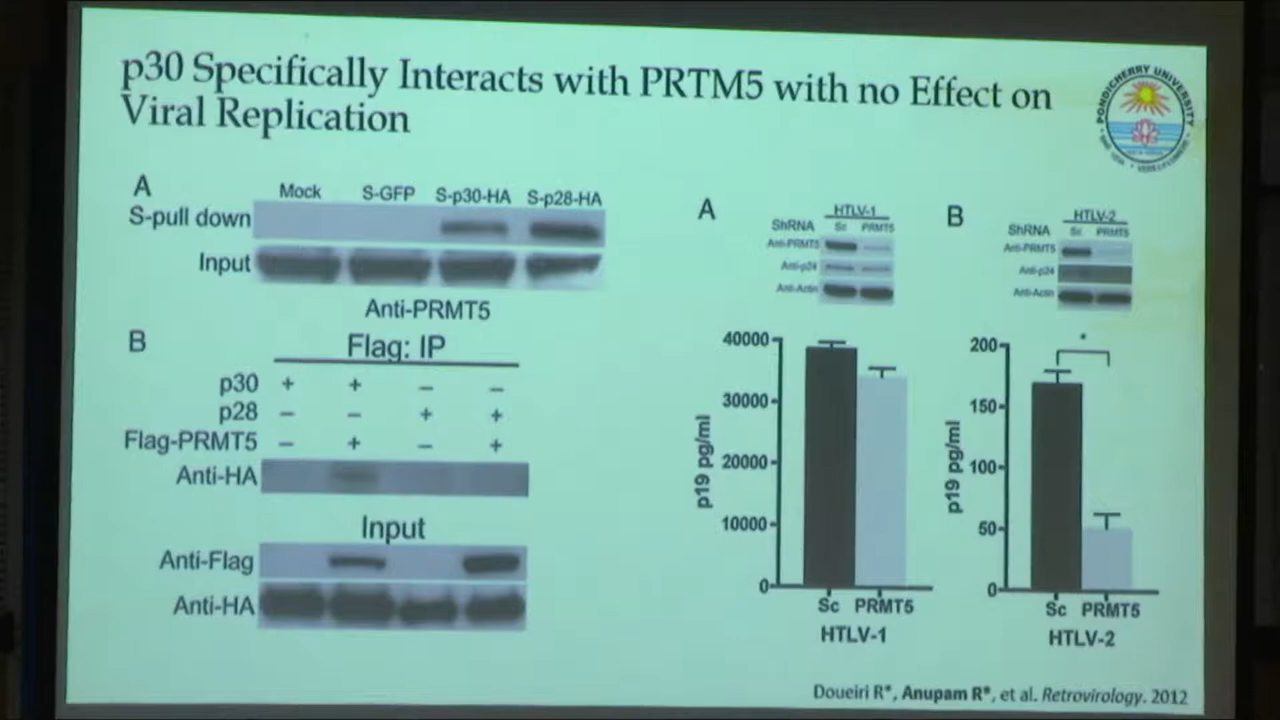 p30 Specifically Interacts with PRTM5 with no Effect on
Viral Replication
PONDICHERRY UNIVERSITY
A
Mock S-GFP S-p30-HA S-p28-HA
S-pull down
Input
Anti-PRMT5
B
Flag: IP
p30 + + − −
p28 − − + +
Flag-PRMT5 − + − +
Anti-HA
Input
Anti-Flag
Anti-HA
A
HTLV-1
ShRNA Sc PRMT5
Anti-PRMT5
Anti-p24
Anti-Actin
40000
30000
20000
10000
0
p19 pg/ml
Sc PRMT5
HTLV-1
B
HTLV-2
ShRNA Sc PRMT5
Anti-PRMT5
Anti-p24
Anti-Actin
*
200
150
100
50
0
p19 pg/ml
Sc PRMT5
HTLV-2
Doueiri R*, Anupam R*, et al. Retrovirology. 2012